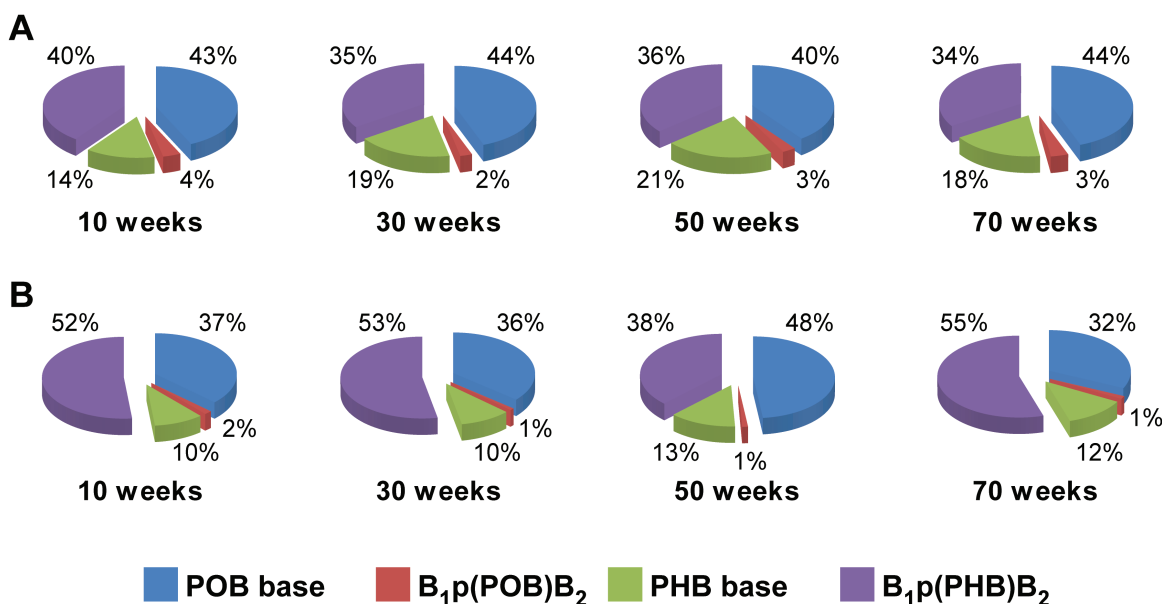 A
40% 43% 35% 44% 36% 40% 34% 44%
14% 4% 19% 2% 21% 3% 18% 3%
10 weeks 30 weeks 50 weeks 70 weeks
B
52% 37% 53% 36% 38% 48% 55% 32%
2% 1% 1%
10% 10% 13% 1% 12%
10 weeks 30 weeks 50 weeks 70 weeks
POB base B₁p(POB)B₂ PHB base B₁p(PHB)B₂